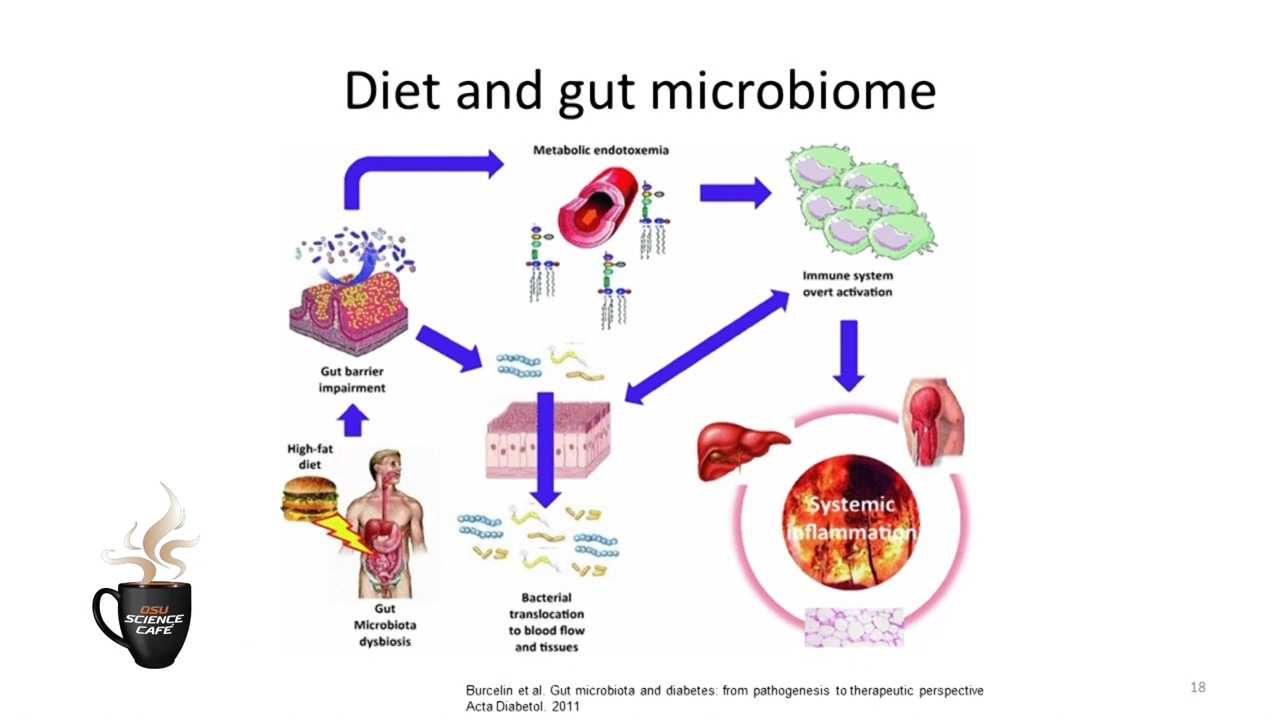 Diet and gut microbiome
Metabolic endotoxemia
Immune system
overt activation
Gut barrier
impairment
High-fat
diet
Systemic
inflammation
OSU
SCIENCE
CAFÉ
Gut
Microbiota
dysbiosis
Bacterial
translocation
to blood flow
and tissues
Burcelin et al. Gut microbiota and diabetes: from pathogenesis to therapeutic perspective
Acta Diabetol. 2011
18